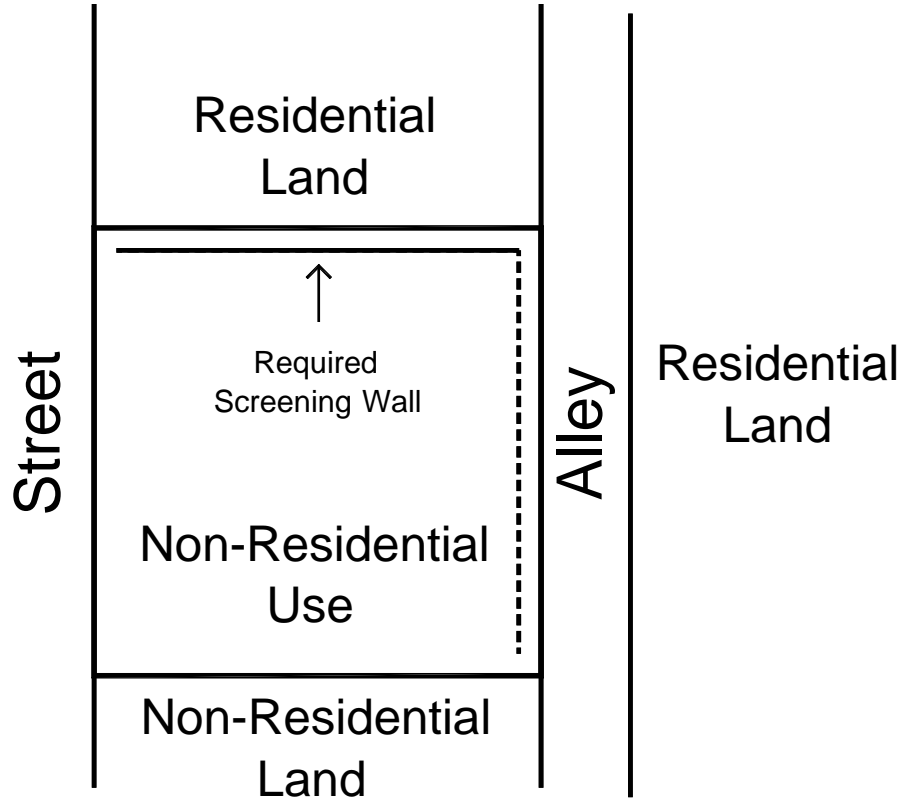 Residential
Land
Street
Required
Screening Wall
Alley
Residential
Land
Non-Residential
Use
Non-Residential
Land